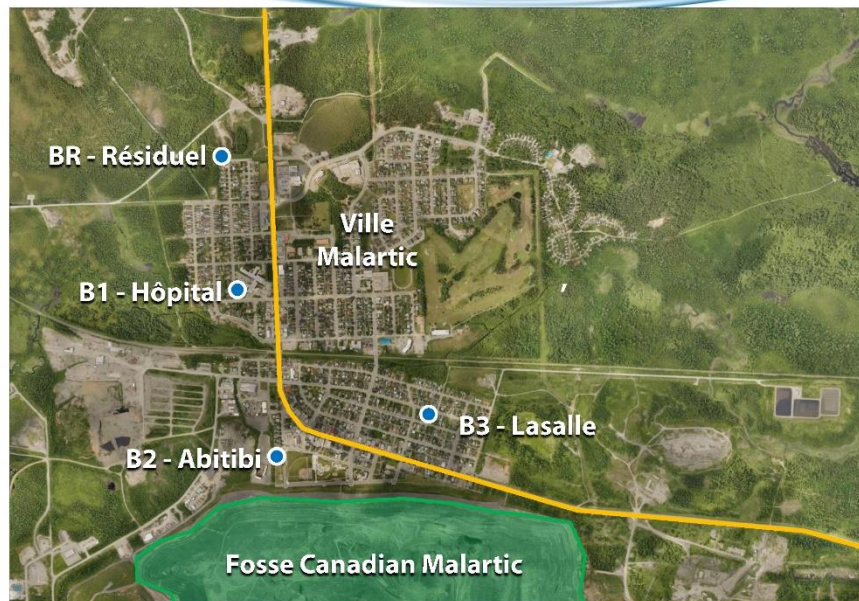 BR - Résiduel
Ville
Malartic
B1 - Hôpital
,
B3 - Lasalle
B2 - Abitibi
Fosse Canadian Malartic